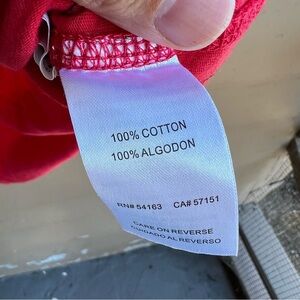 100% COTTON
100% ALGODON
RN# 54163 CA# 57151
CARE ON REVERSE
CUIDADO AL REVERSO